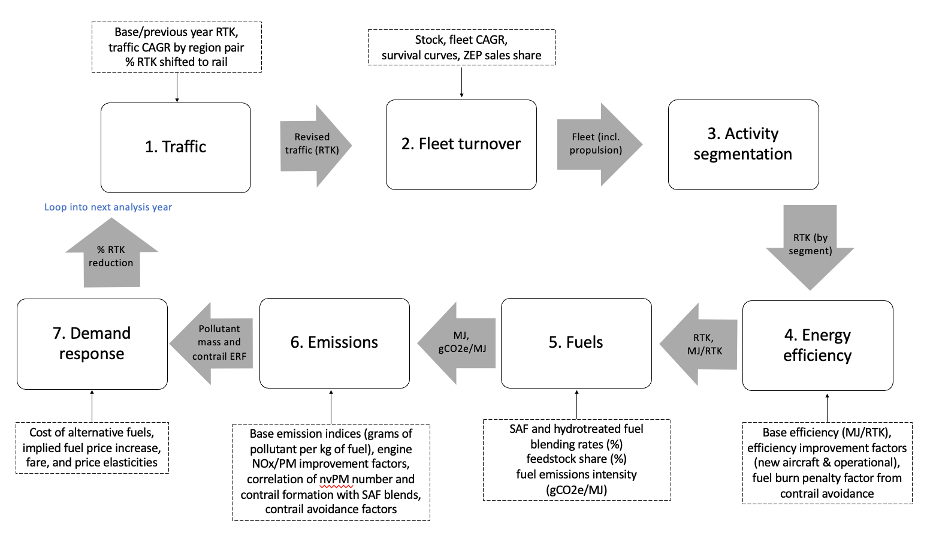 Base/previous year RTK,
traffic CAGR by region pair
% RTK shifted to rail
Stock, fleet CAGR,
survival curves, ZEP sales share
1. Traffic
Revised
traffic (RTK)
2. Fleet turnover
Fleet (incl.
propulsion)
3. Activity
segmentation
Loop into next analysis year
% RTK
reduction
RTK (by
segment)
7. Demand
response
Pollutant
mass and
contrail ERF
6. Emissions
MJ,
gCO2e/MJ
5. Fuels
RTK,
MJ/RTK
4. Energy
efficiency
Cost of alternative fuels,
implied fuel price increase,
fare, and price elasticities
Base emission indices (grams of
pollutant per kg of fuel), engine
NOx/PM improvement factors,
correlation of nvPM number and
contrail formation with SAF blends,
contrail avoidance factors
SAF and hydrotreated fuel
blending rates (%)
feedstock share (%)
fuel emissions intensity
(gCO2e/MJ)
Base efficiency (MJ/RTK),
efficiency improvement factors
(new aircraft & operational),
fuel burn penalty factor from
contrail avoidance